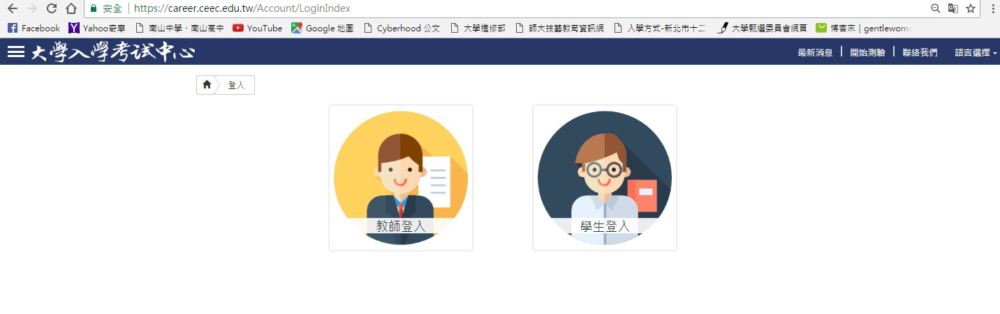 安全 https://career.ceec.edu.tw/Account/LoginIndex
Facebook Yahoo奇摩 南山中學、南山高中 YouTube Google 地圖 Cyberhood 公文 大學進修部 師大技藝教育資訊網 入學方式-新北市十二 大學甄選委員會網頁 博客來 | gentlewoma
大學入學考試中心 最新消息 開始測驗 聯絡我們 語言選擇
登入
教師登入 學生登入